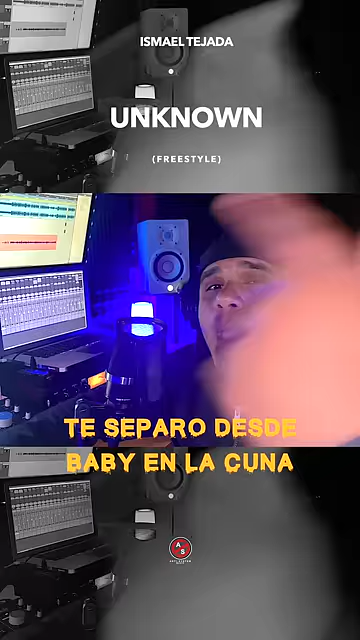 ISMAEL TEJADA
UNKNOWN
(FREESTYLE)
TE SEPARO DESDE
BABY EN LA CUNA
A S